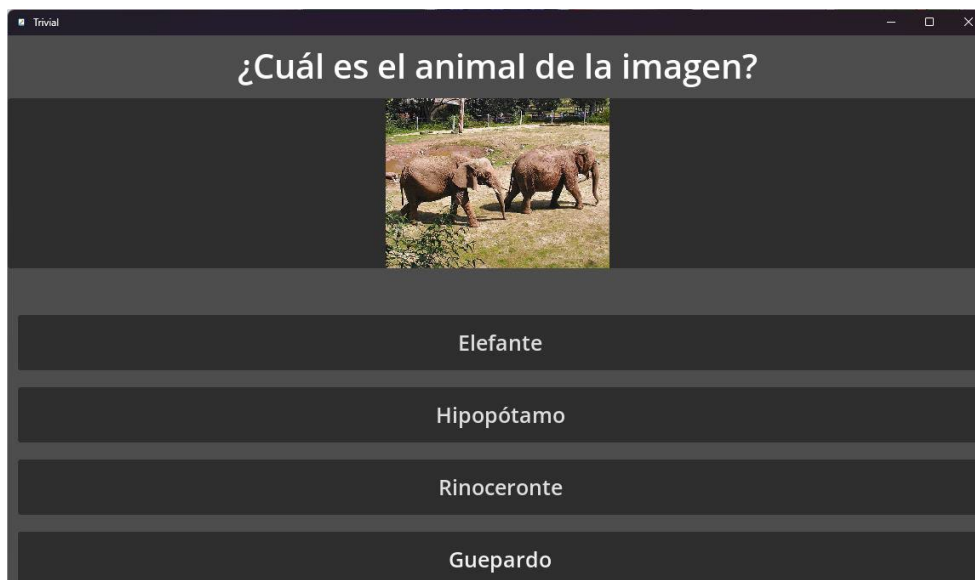 Trivial
¿Cuál es el animal de la imagen?
Elefante
Hipopótamo
Rinoceronte
Guepardo